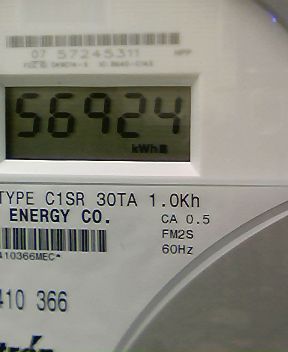 07 57245311
56924
kWh
TYPE C1SR 30TA 1.0Kh
ENERGY CO. CA 0.5
FM2S
410366MEC* 60Hz
410 366